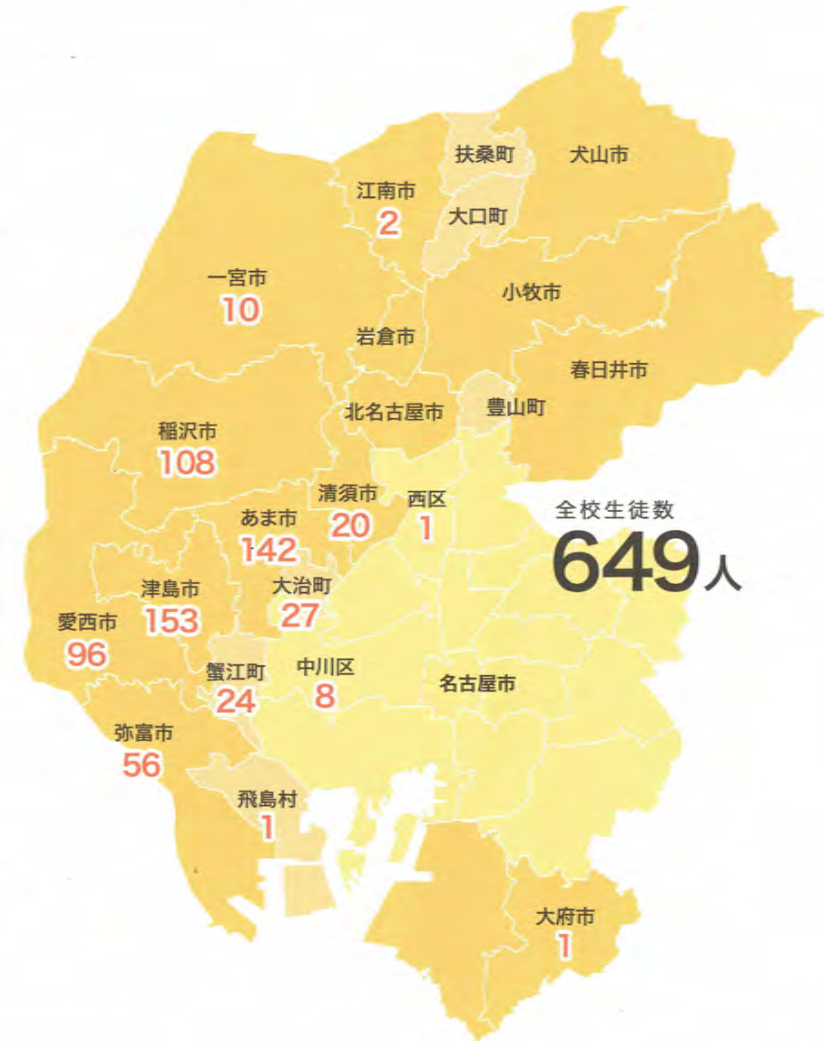 扶桑町
犬山市
江南市
2
大口町
一宮市
10
小牧市
岩倉市
春日井市
北名古屋市
豊山町
稲沢市
108
清須市
20
西区
1
全校生徒数
649人
あま市
142
大治町
27
津島市
153
愛西市
96
蟹江町
24
中川区
8
名古屋市
弥富市
56
飛島村
1
大府市
1